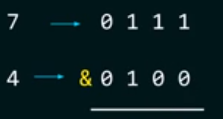 7 → 0 1 1 1
4 → & 0 1 0 0